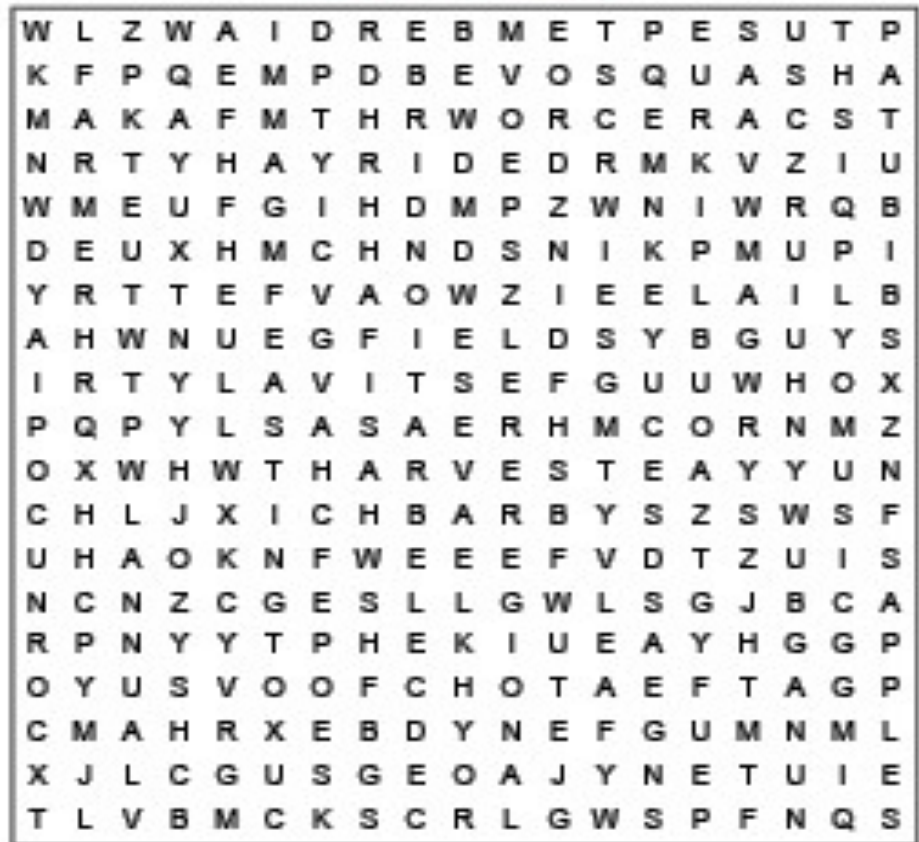 W L Z W A I D R E B M E T P E S U T P
K F P Q E M P D B E V O S Q U A S H A
M A K A F M T H R W O R C E R A C S T
N R T Y H A Y R I D E D R M K V Z I U
W M E U F G I H D M P Z W N I W R Q B
D E U X H M C H N D S N I K P M U P I
Y R T T E F V A O W Z I E E L A I L B
A H W N U E G F I E L D S Y B G U Y S
I R T Y L A V I T S E F G U U W H O X
P Q P Y L S A S A E R H M C O R N M Z
O X W H W T H A R V E S T E A Y Y U N
C H L J X I C H B A R B Y S Z S W S F
U H A O K N F W E E E F V D T Z U I S
N C N Z C G E S L L G W L S G J B C A
R P N Y Y T P H E K I U E A Y H G G P
O Y U S V O O F C H O T A E F T A G P
C M A H R X E B D Y N E F G U M N M L
X J L C G U S G E O A J Y N E T U I E
T L V B M C K S C R L G W S P F N Q S